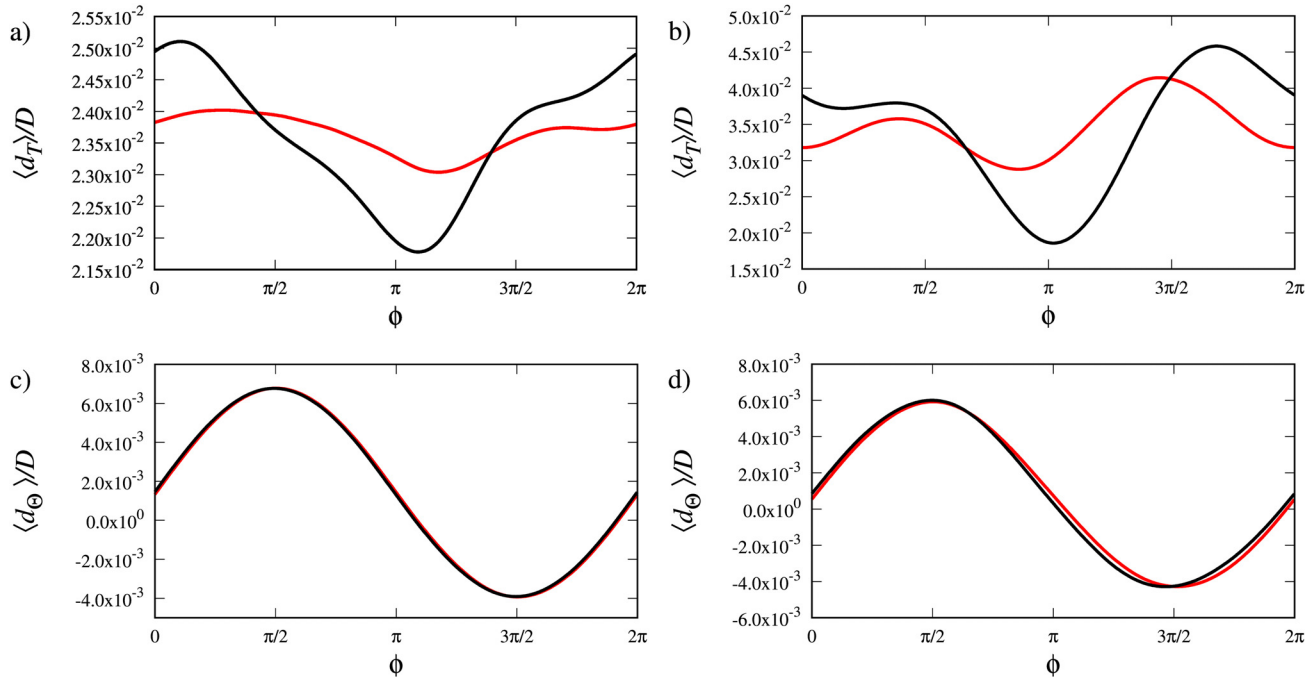 a)
⟨d_T⟩/D
2.55x10^-2
2.50x10^-2
2.45x10^-2
2.40x10^-2
2.35x10^-2
2.30x10^-2
2.25x10^-2
2.20x10^-2
2.15x10^-2
0 π/2 π 3π/2 2π
ϕ
b)
⟨d_T⟩/D
5.0x10^-2
4.5x10^-2
4.0x10^-2
3.5x10^-2
3.0x10^-2
2.5x10^-2
2.0x10^-2
1.5x10^-2
0 π/2 π 3π/2 2π
ϕ
c)
⟨d_Θ⟩/D
8.0x10^-3
6.0x10^-3
4.0x10^-3
2.0x10^-3
0.0x10^0
-2.0x10^-3
-4.0x10^-3
0 π/2 π 3π/2 2π
ϕ
d)
⟨d_Θ⟩/D
8.0x10^-3
6.0x10^-3
4.0x10^-3
2.0x10^-3
0.0x10^0
-2.0x10^-3
-4.0x10^-3
-6.0x10^-3
0 π/2 π 3π/2 2π
ϕ